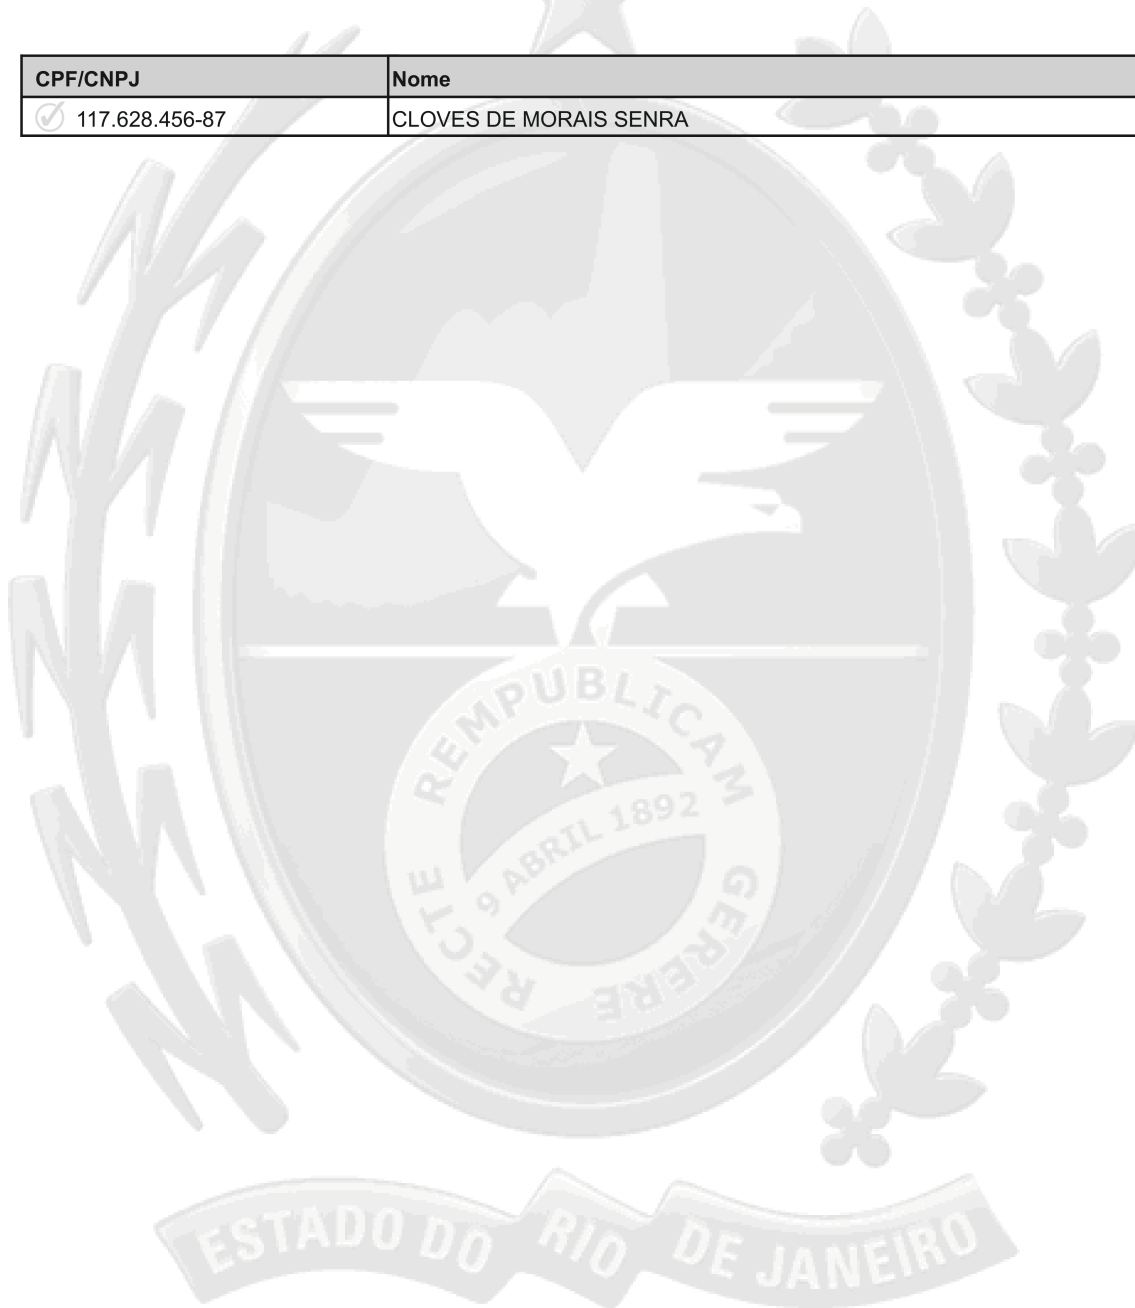 CPF/CNPJ Nome
117.628.456-87 CLOVES DE MORAIS SENRA
RECTE REMPUBLICAM GERERE
9 ABRIL 1892
ESTADO DO RIO DE JANEIRO